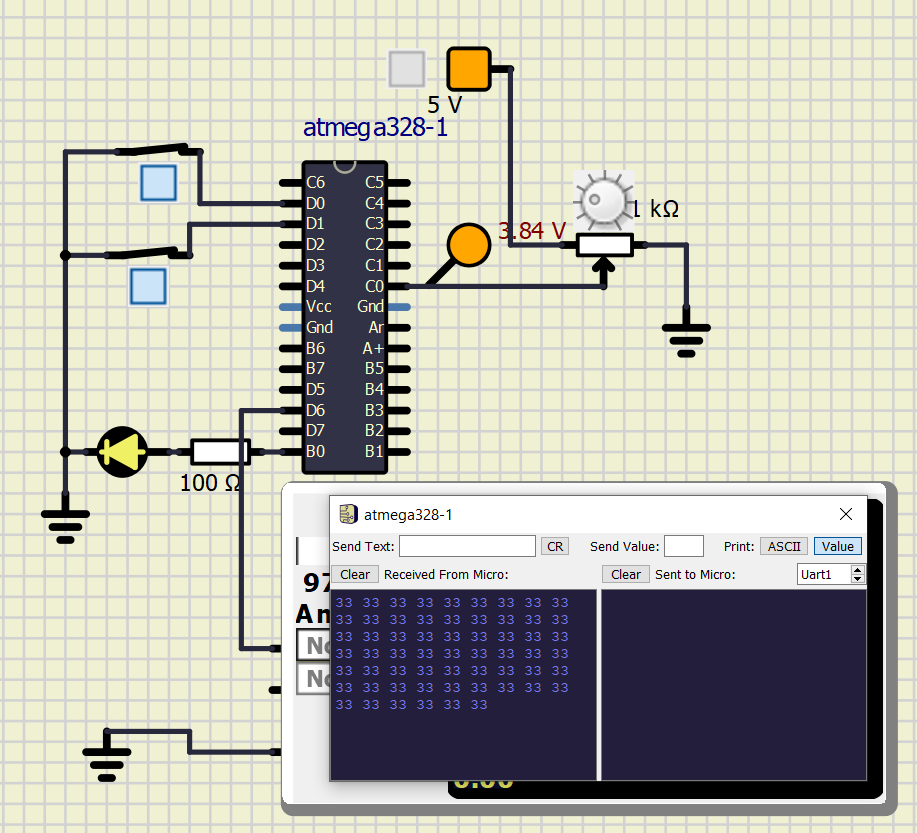 5 V
atmega328-1
C6 C5
D0 C4
D1 C3
D2 C2
D3 C1
D4 C0
Vcc Gnd
Gnd Ar
B6 A+
B7 B5
D5 B4
D6 B3
D7 B2
B0 B1
3.84 V
1 kΩ
100 Ω
atmega328-1
Send Text: CR Send Value: Print: ASCII Value
Clear Received From Micro: Clear Sent to Micro: Uart1
33 33 33 33 33 33 33 33 33
33 33 33 33 33 33 33 33 33
33 33 33 33 33 33 33 33 33
33 33 33 33 33 33 33 33 33
33 33 33 33 33 33 33 33 33
33 33 33 33 33 33 33 33 33
33 33 33 33 33 33